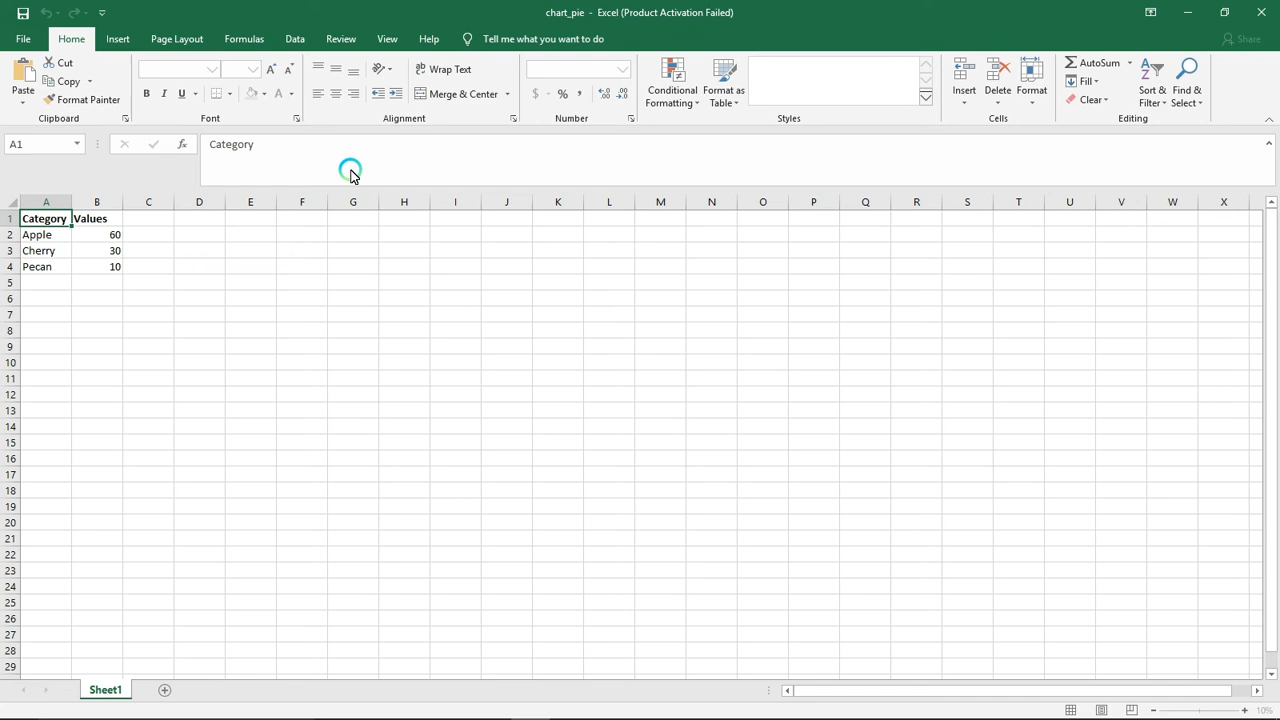 chart_pie - Excel (Product Activation Failed)
File Home Insert Page Layout Formulas Data Review View Help Tell me what you want to do Share
Paste Cut Copy Format Painter Clipboard
B I U A Font
Wrap Text Merge & Center Alignment
$ % , Number
Conditional Formatting Format as Table Styles
Insert Delete Format Cells
AutoSum Fill Clear Sort & Filter Find & Select Editing
A1 fx Category
A B C D E F G H I J K L M N O P Q R S T U V W X
1 Category Values
2 Apple 60
3 Cherry 30
4 Pecan 10
5
6
7
8
9
10
11
12
13
14
15
16
17
18
19
20
21
22
23
24
25
26
27
28
29
Sheet1
10%